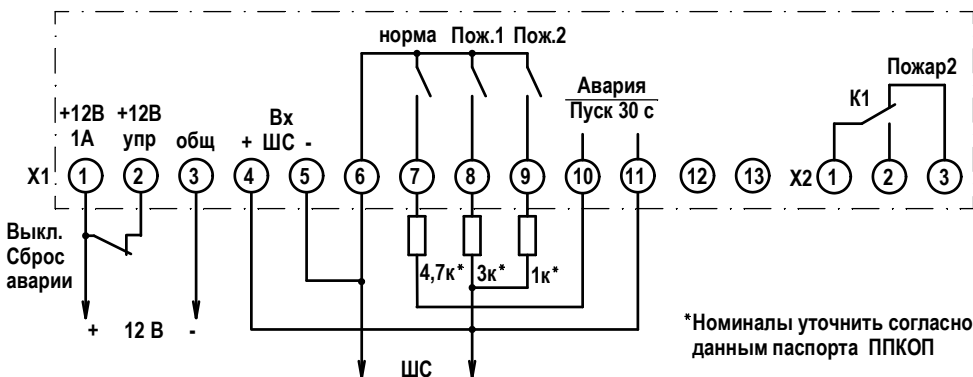 норма Пож.1 Пож.2
Пожар2
Авария
Пуск 30 с
К1
+12В +12В Вх
1А упр общ + ШС -
X1 1 2 3 4 5 6 7 8 9 10 11 12 13 X2 1 2 3
Выкл.
Сброс
аварии
4,7к* 3к* 1к*
+ 12 В -
*Номиналы уточнить согласно
данным паспорта ППКОП
ШС